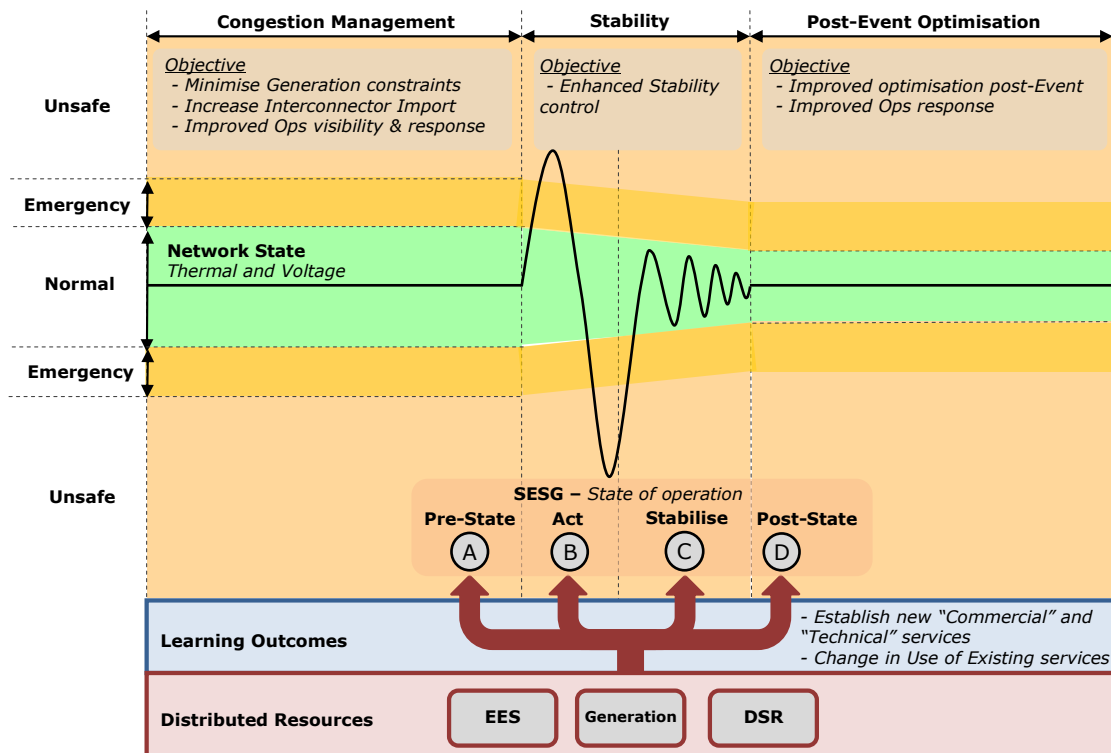 Congestion Management
Stability
Post-Event Optimisation
Objective
- Minimise Generation constraints
- Increase Interconnector Import
- Improved Ops visibility & response
Objective
- Enhanced Stability
control
Objective
- Improved optimisation post-Event
- Improved Ops response
Unsafe
Emergency
Normal
Emergency
Unsafe
Network State
Thermal and Voltage
SESG – State of operation
Pre-State
Act
Stabilise
Post-State
A
B
C
D
Learning Outcomes
- Establish new “Commercial” and
“Technical” services
- Change in Use of Existing services
Distributed Resources
EES
Generation
DSR